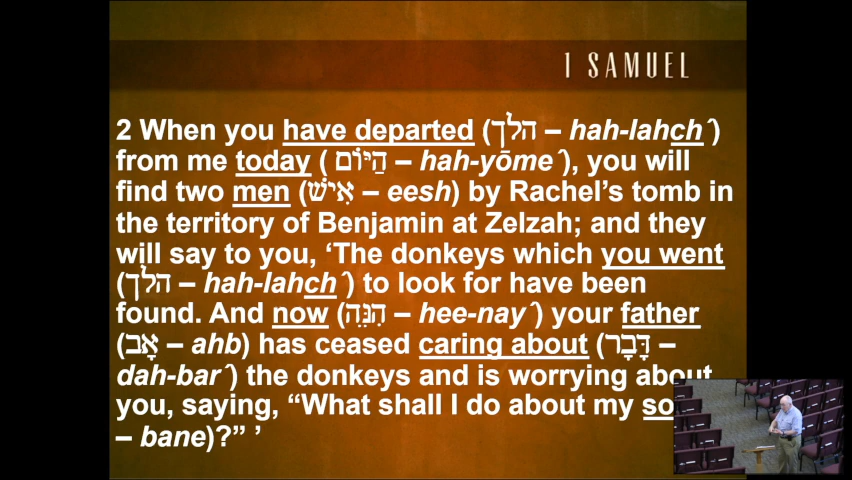 1 SAMUEL
2 When you have departed (הלך – hah-lahch´)
from me today ( הַיּוֹם – hah-yōme´), you will
find two men (אִישׁ – eesh) by Rachel’s tomb in
the territory of Benjamin at Zelzah; and they
will say to you, ‘The donkeys which you went
(הלך – hah-lahch´) to look for have been
found. And now (הִנֵּה – hee-nay´) your father
(אָב – ahb) has ceased caring about (דָּבָר –
dah-bar´) the donkeys and is worrying about
you, saying, “What shall I do about my
– bane)?” ’